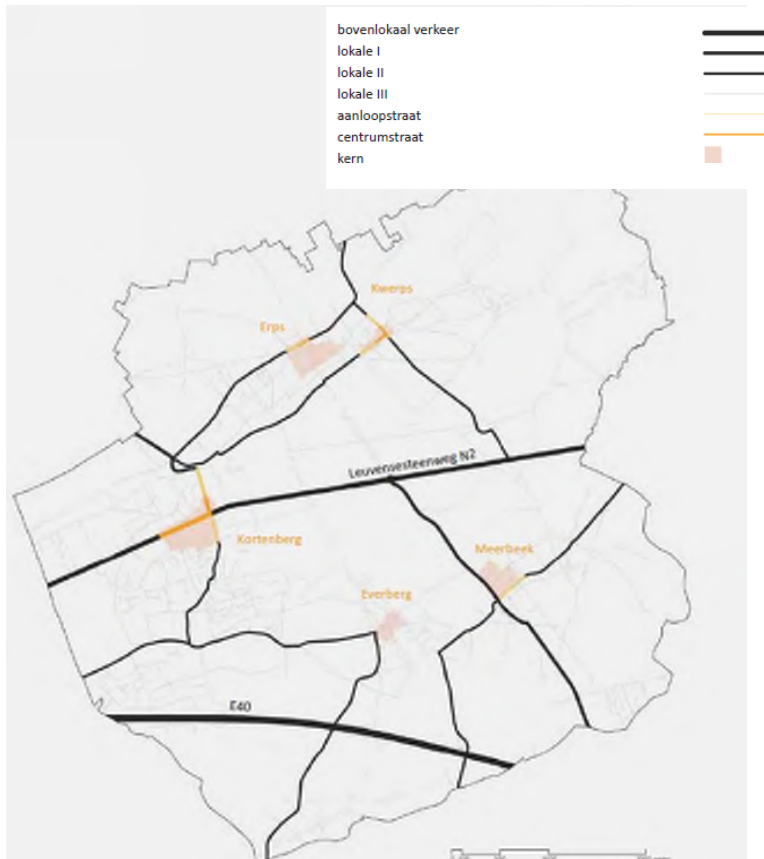 bovenlokaal verkeer
lokale I
lokale II
lokale III
aanloopstraat
centrumstraat
kern
Kwerps
Erps
Leuvensesteenweg N2
Kortenberg
Meerbeek
Everberg
E40